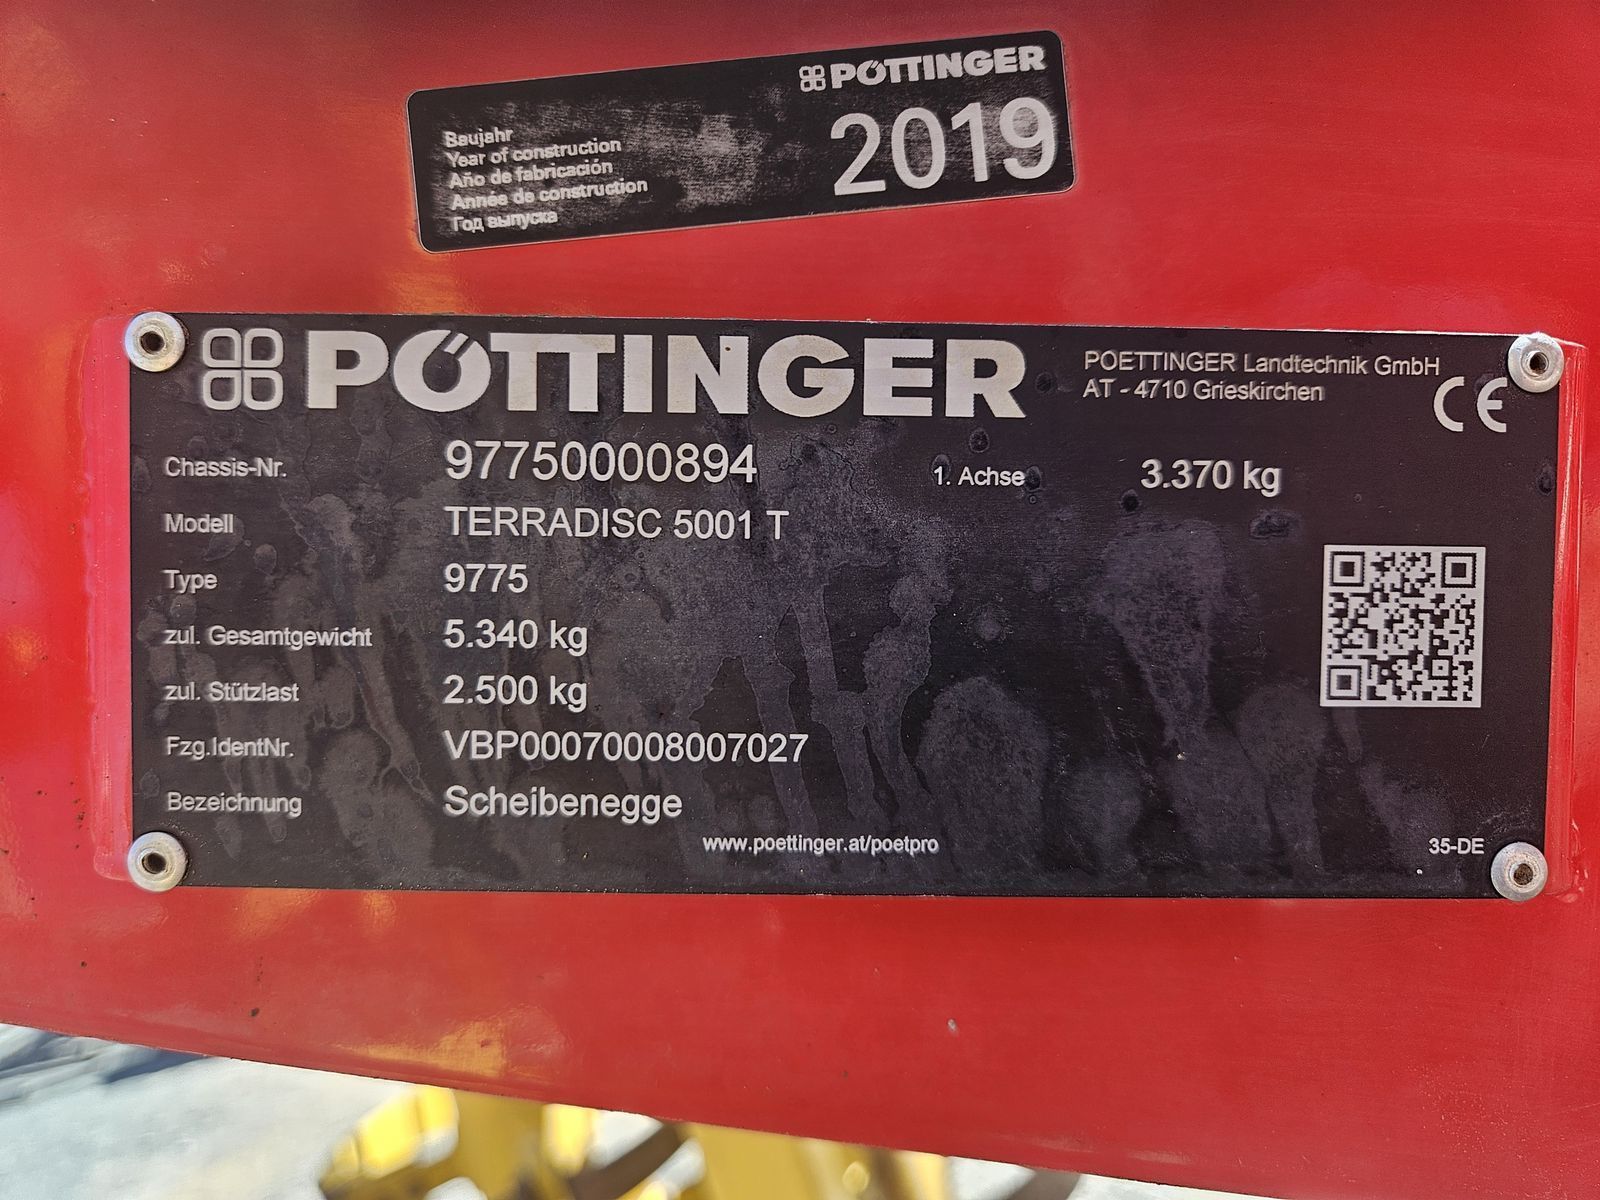 PÖTTINGER
Baujahr
Year of construction
Año de fabricación
Année de construction
Год выпуска
2019
PÖTTINGER
POETTINGER Landtechnik GmbH
AT - 4710 Grieskirchen
CE
Chassis-Nr. 97750000894 1. Achse 3.370 kg
Modell TERRADISC 5001 T
Type 9775
zul. Gesamtgewicht 5.340 kg
zul. Stützlast 2.500 kg
Fzg.IdentNr. VBP00070008007027
Bezeichnung Scheibenegge
www.poettinger.at/poetpro
35-DE